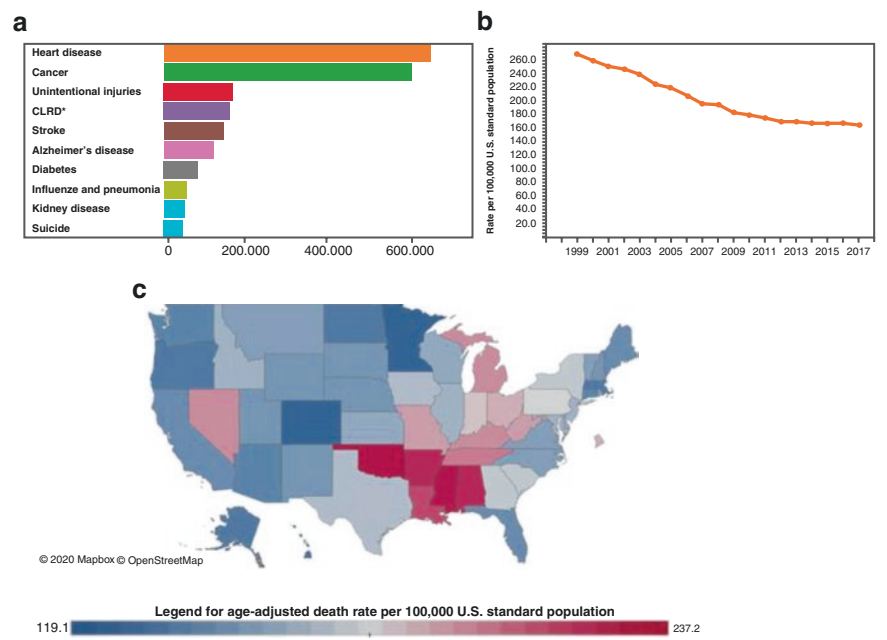 a
Heart disease
Cancer
Unintentional injuries
CLRD*
Stroke
Alzheimer's disease
Diabetes
Influenze and pneumonia
Kidney disease
Suicide
0 200.000 400.000 600.000
b
Rate per 100,000 U.S. standard population
260.0
240.0
220.0
200.0
180.0
160.0
140.0
120.0
100.0
80.0
60.0
40.0
20.0
1999 2001 2003 2005 2007 2009 2011 2013 2015 2017
c
© 2020 Mapbox © OpenStreetMap
Legend for age-adjusted death rate per 100,000 U.S. standard population
119.1 237.2